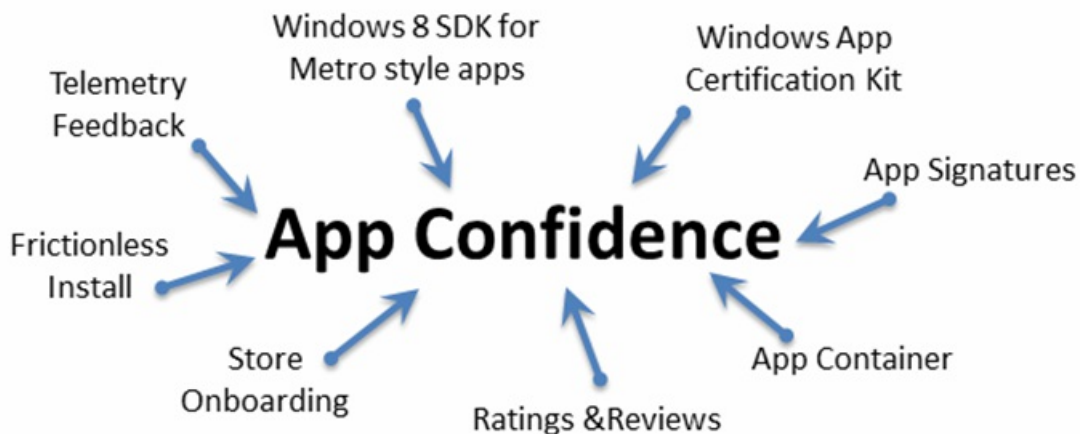 Windows 8 SDK for
Metro style apps
Windows App
Certification Kit
Telemetry
Feedback
App Signatures
App Confidence
Frictionless
Install
Store
Onboarding
App Container
Ratings &Reviews